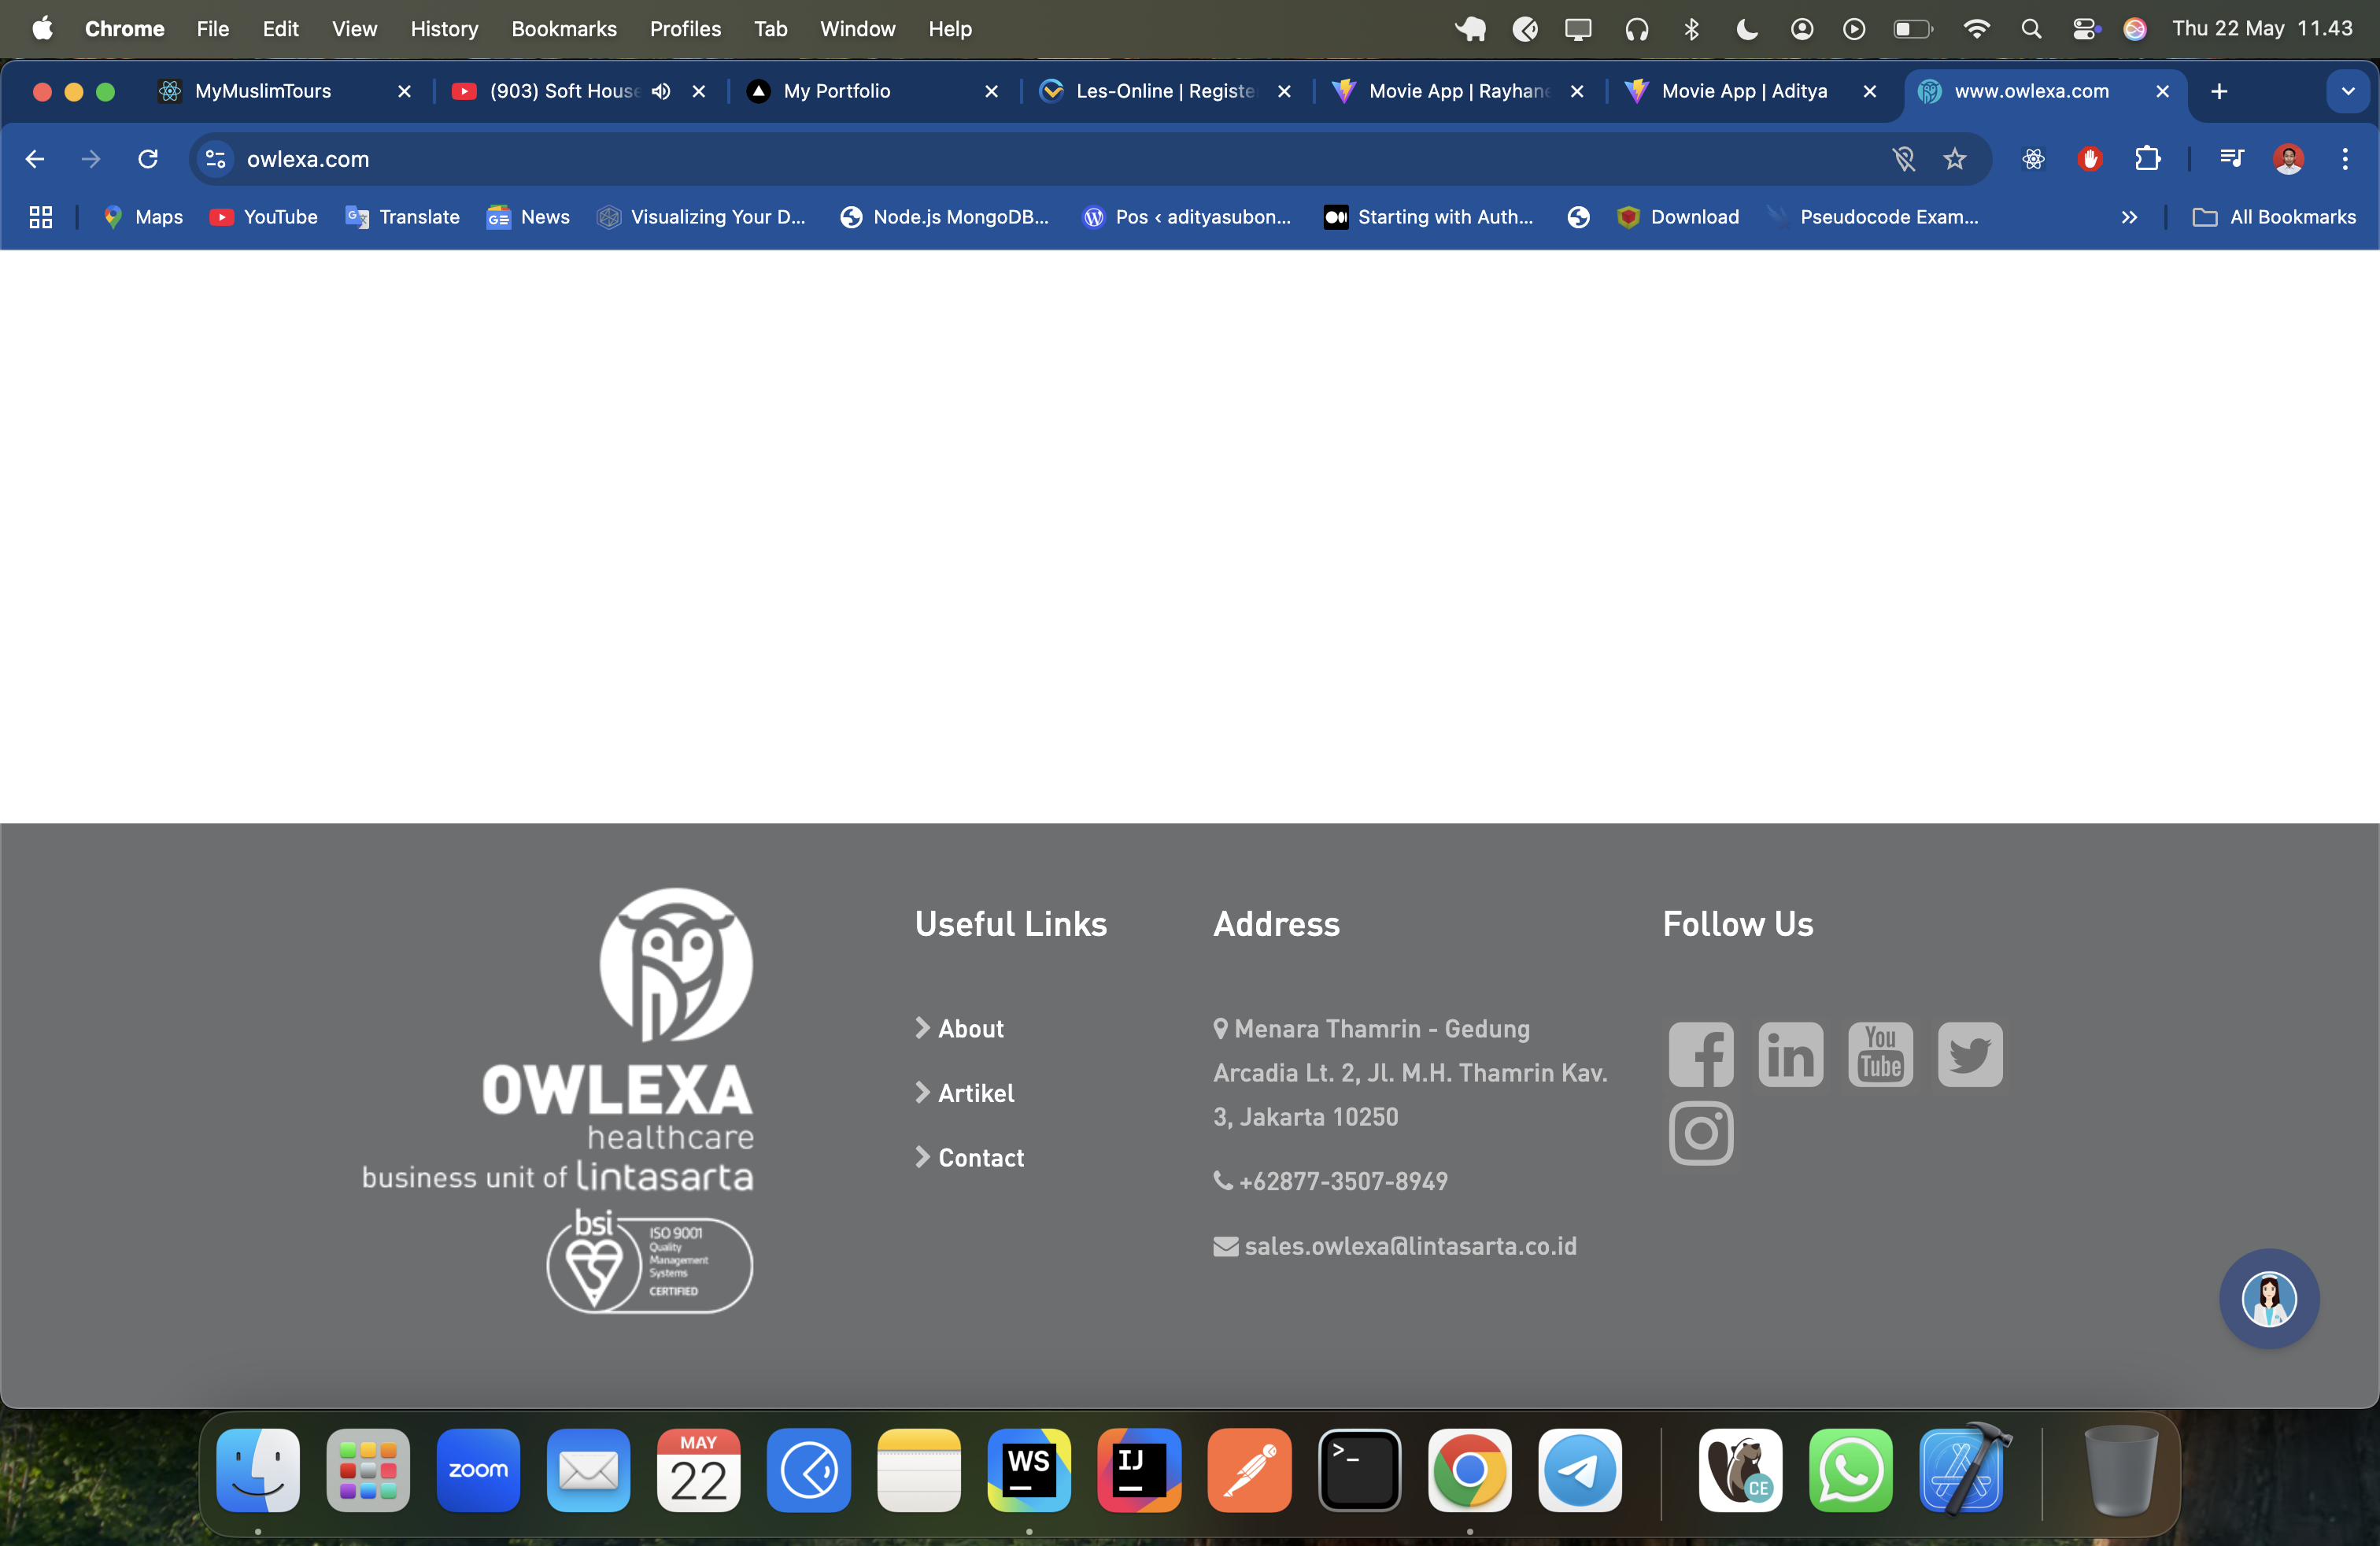 Chrome File Edit View History Bookmarks Profiles Tab Window Help Thu 22 May 11.43
MyMuslimTours (903) Soft House My Portfolio Les-Online | Register Movie App | Rayhan Movie App | Aditya www.owlexa.com
owlexa.com
Maps YouTube Translate News Visualizing Your D... Node.js MongoDB... Pos ‹ adityasubon... Starting with Auth... Download Pseudocode Exam... » All Bookmarks
OWLEXA
healthcare
business unit of lintasarta
bsi
ISO 9001
Quality
Management
Systems
CERTIFIED
Useful Links
About
Artikel
Contact
Address
Menara Thamrin - Gedung
Arcadia Lt. 2, Jl. M.H. Thamrin Kav.
3, Jakarta 10250
+62877-3507-8949
sales.owlexa@lintasarta.co.id
Follow Us
You
Tube
zoom
MAY
22
WS
IJ
>_
CE